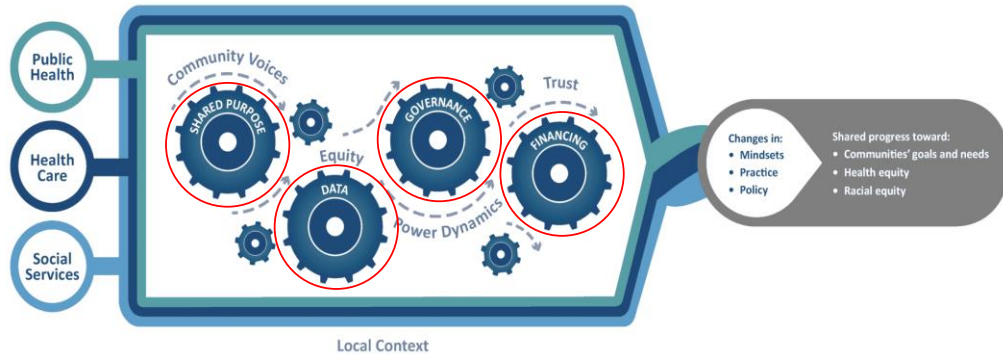 Public
Health
Health
Care
Social
Services
Community Voices
SHARED PURPOSE
Equity
DATA
GOVERNANCE
Power Dynamics
Trust
FINANCING
Local Context
Changes in:
• Mindsets
• Practice
• Policy
Shared progress toward:
• Communities' goals and needs
• Health equity
• Racial equity